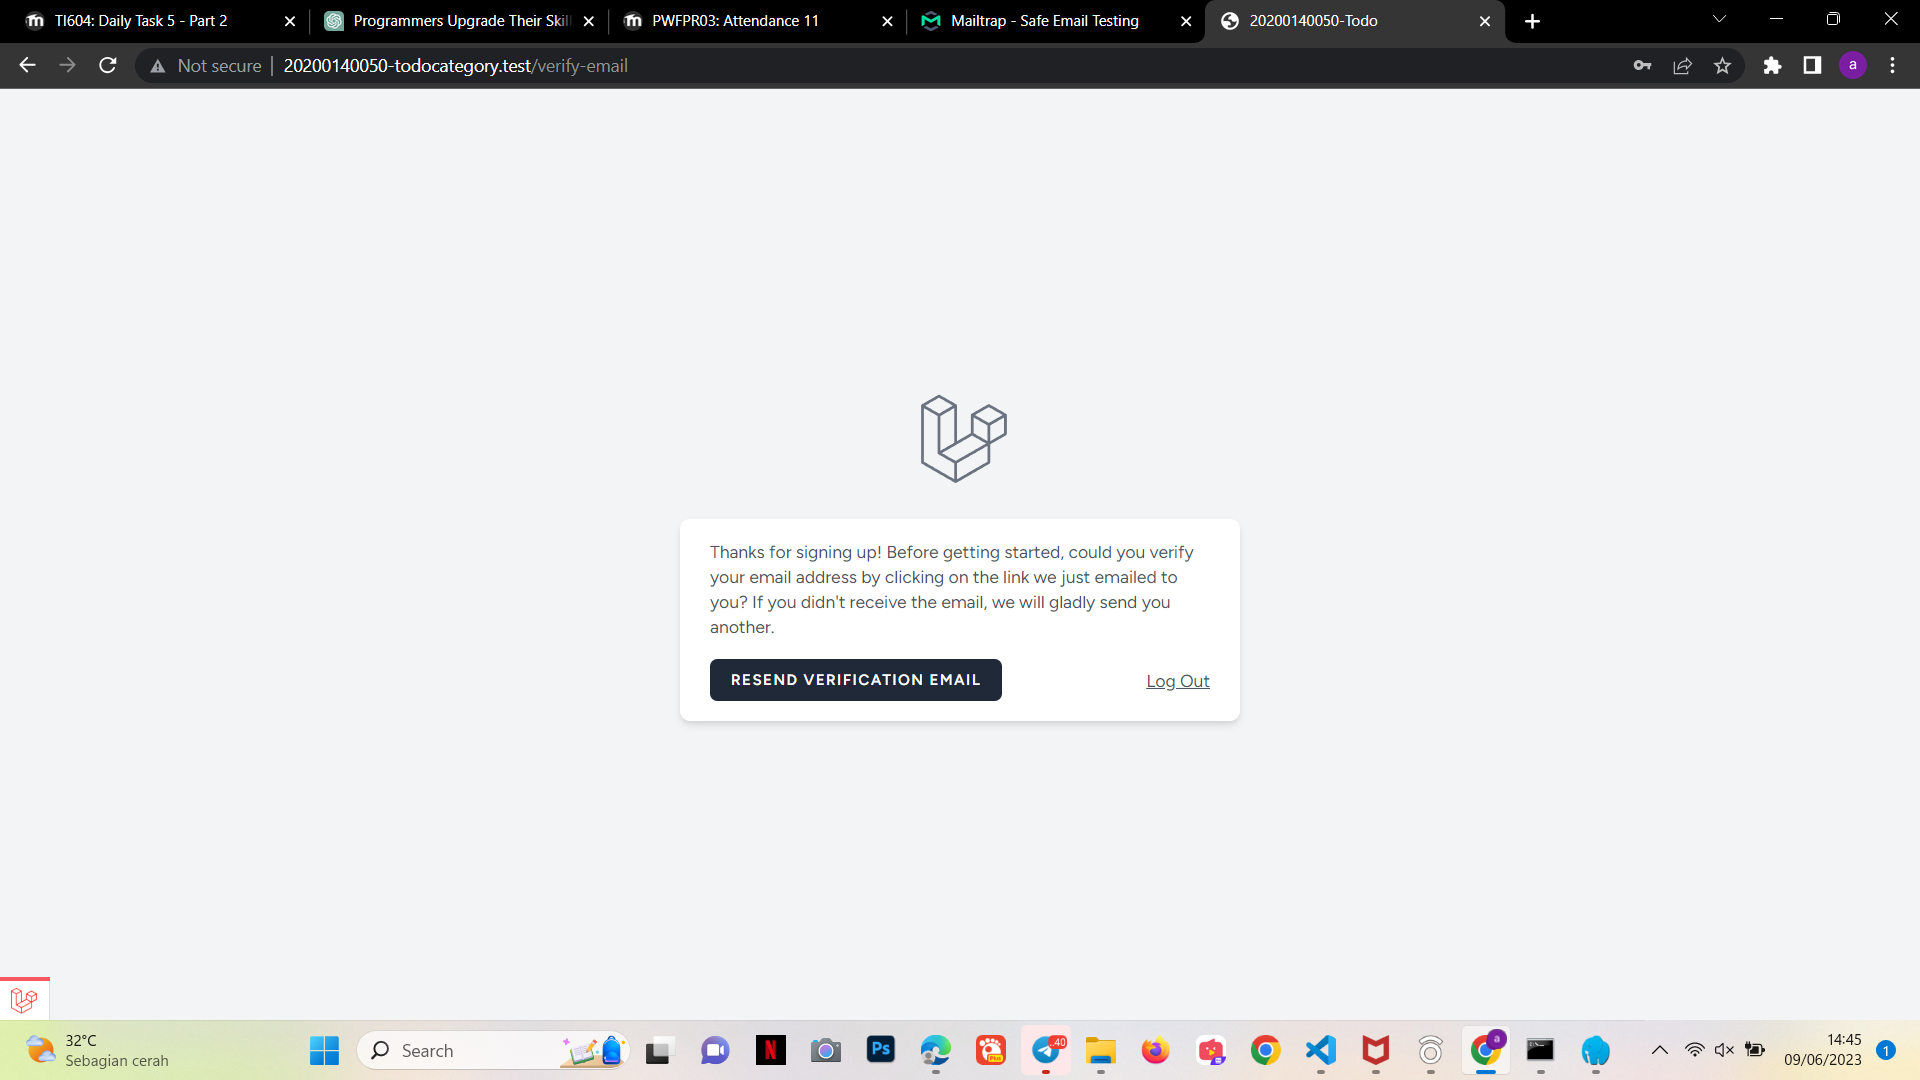 TI604: Daily Task 5 - Part 2
Programmers Upgrade Their Skil
PWFPR03: Attendance 11
Mailtrap - Safe Email Testing
20200140050-Todo
Not secure
20200140050-todocategory.test/verify-email
a
Thanks for signing up! Before getting started, could you verify
your email address by clicking on the link we just emailed to
you? If you didn't receive the email, we will gladly send you
another.
RESEND VERIFICATION EMAIL
Log Out
32°C
Sebagian cerah
Search
N
Ps
Plus
..40
a
14:45
09/06/2023
1